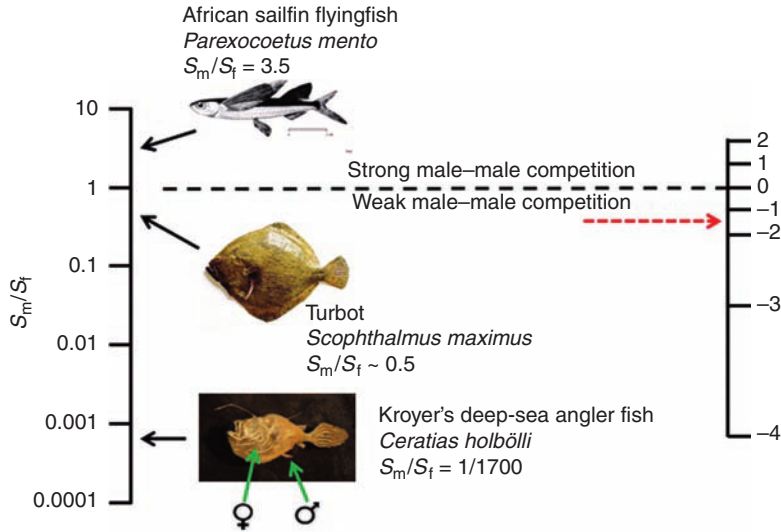 African sailfin flyingfish
Parexocoetus mento
Sm/Sf = 3.5
10
1
0.1
0.01
0.001
0.0001
Sm/Sf
Strong male–male competition
Weak male–male competition
Turbot
Scophthalmus maximus
Sm/Sf ~ 0.5
Kroyer's deep-sea angler fish
Ceratias holbölli
Sm/Sf = 1/1700
♀ ♂
2
1
0
–1
–2
–3
–4